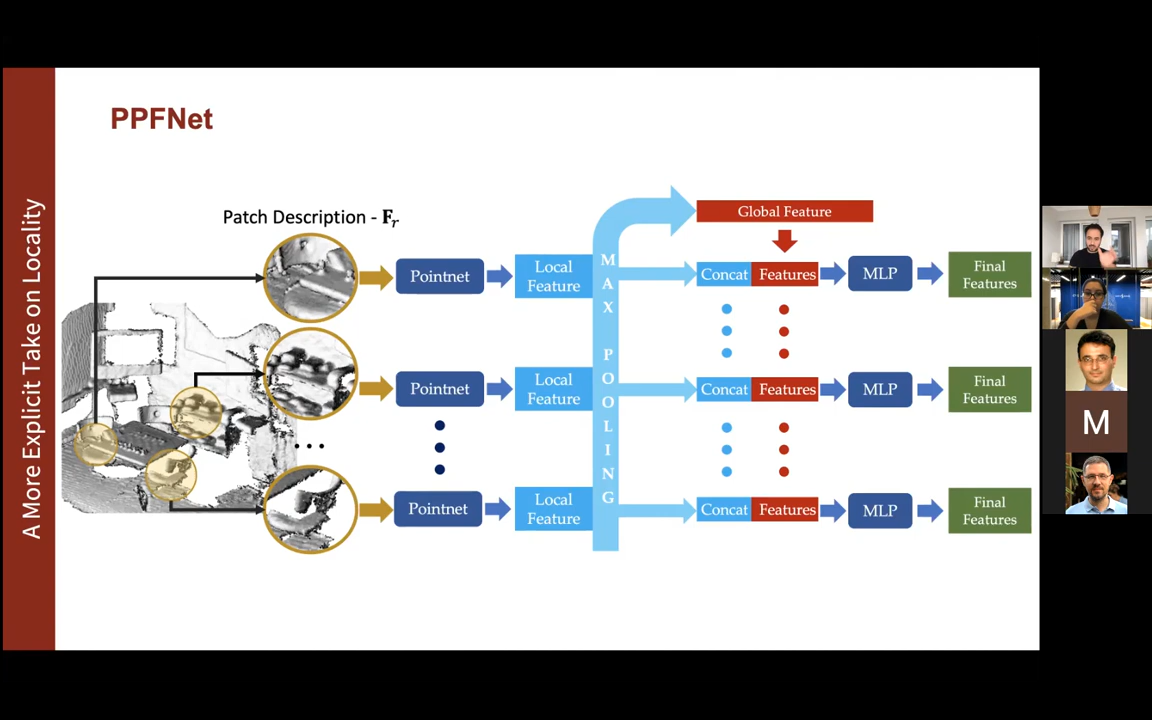 PPFNet
A More Explicit Take on Locality
Patch Description - Fr
Global Feature
Pointnet
Local
Feature
Concat Features
MLP
Final
Features
Pointnet
Local
Feature
Concat Features
MLP
Final
Features
...
Pointnet
Local
Feature
Concat Features
MLP
Final
Features
MAX POOLING
M